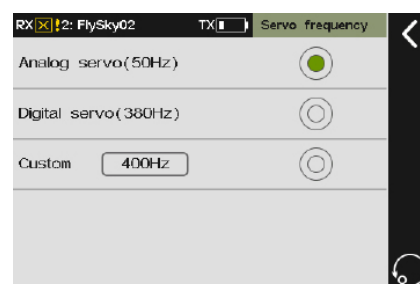 RX 2: FlySky02 TX Servo frequency
Analog servo(50Hz)
Digital servo(380Hz)
Custom 400Hz